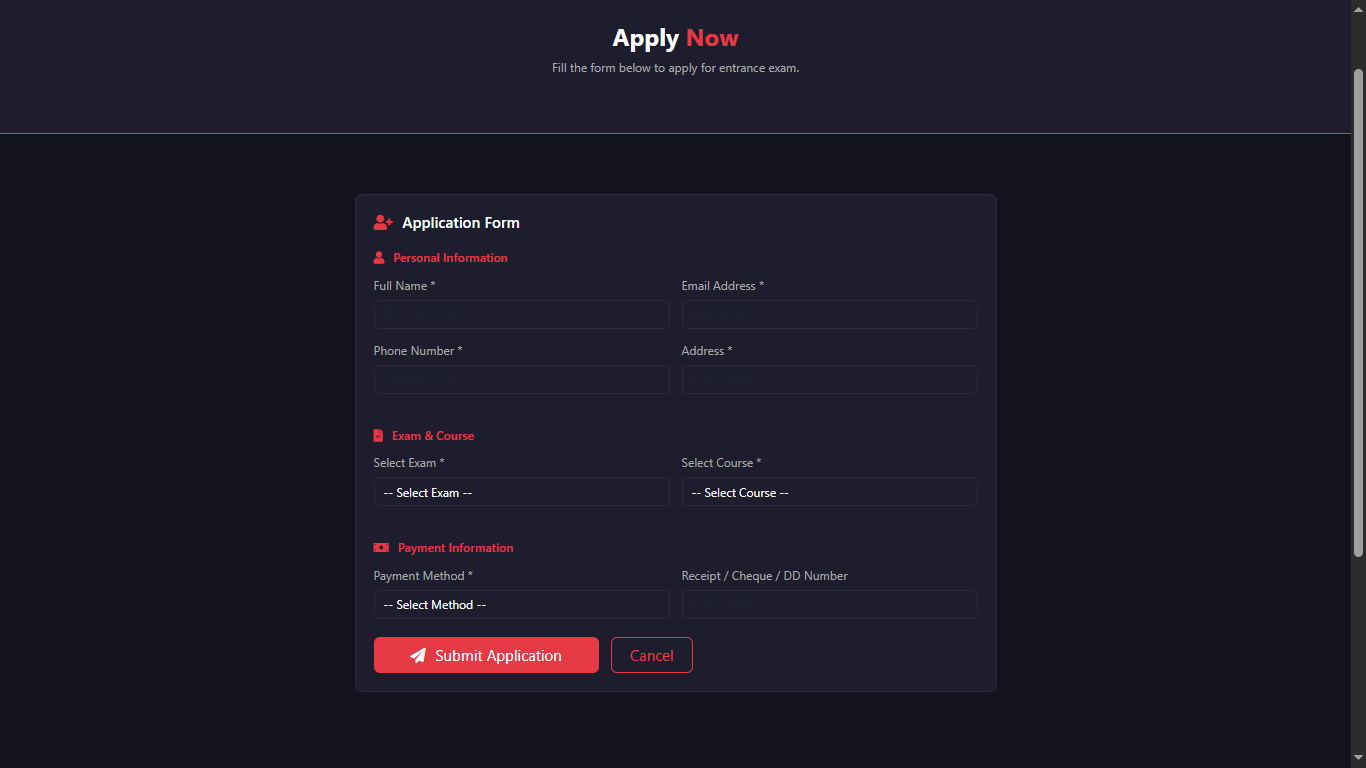 Apply Now
Fill the form below to apply for entrance exam.
Application Form
Personal Information
Full Name *
Email Address *
Phone Number *
Address *
Exam & Course
Select Exam *
Select Course *
-- Select Exam --
-- Select Course --
Payment Information
Payment Method *
Receipt / Cheque / DD Number
-- Select Method --
Submit Application
Cancel